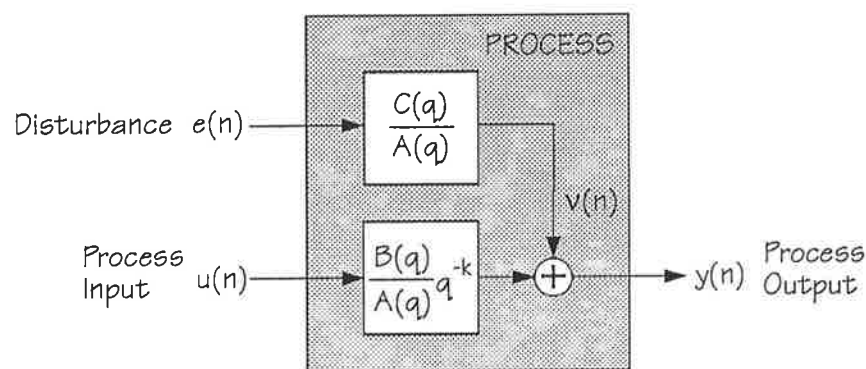 PROCESS
Disturbance e(n)
C(q)
A(q)
v(n)
Process
Input u(n)
B(q)
A(q) q^-k
+
y(n) Process
Output